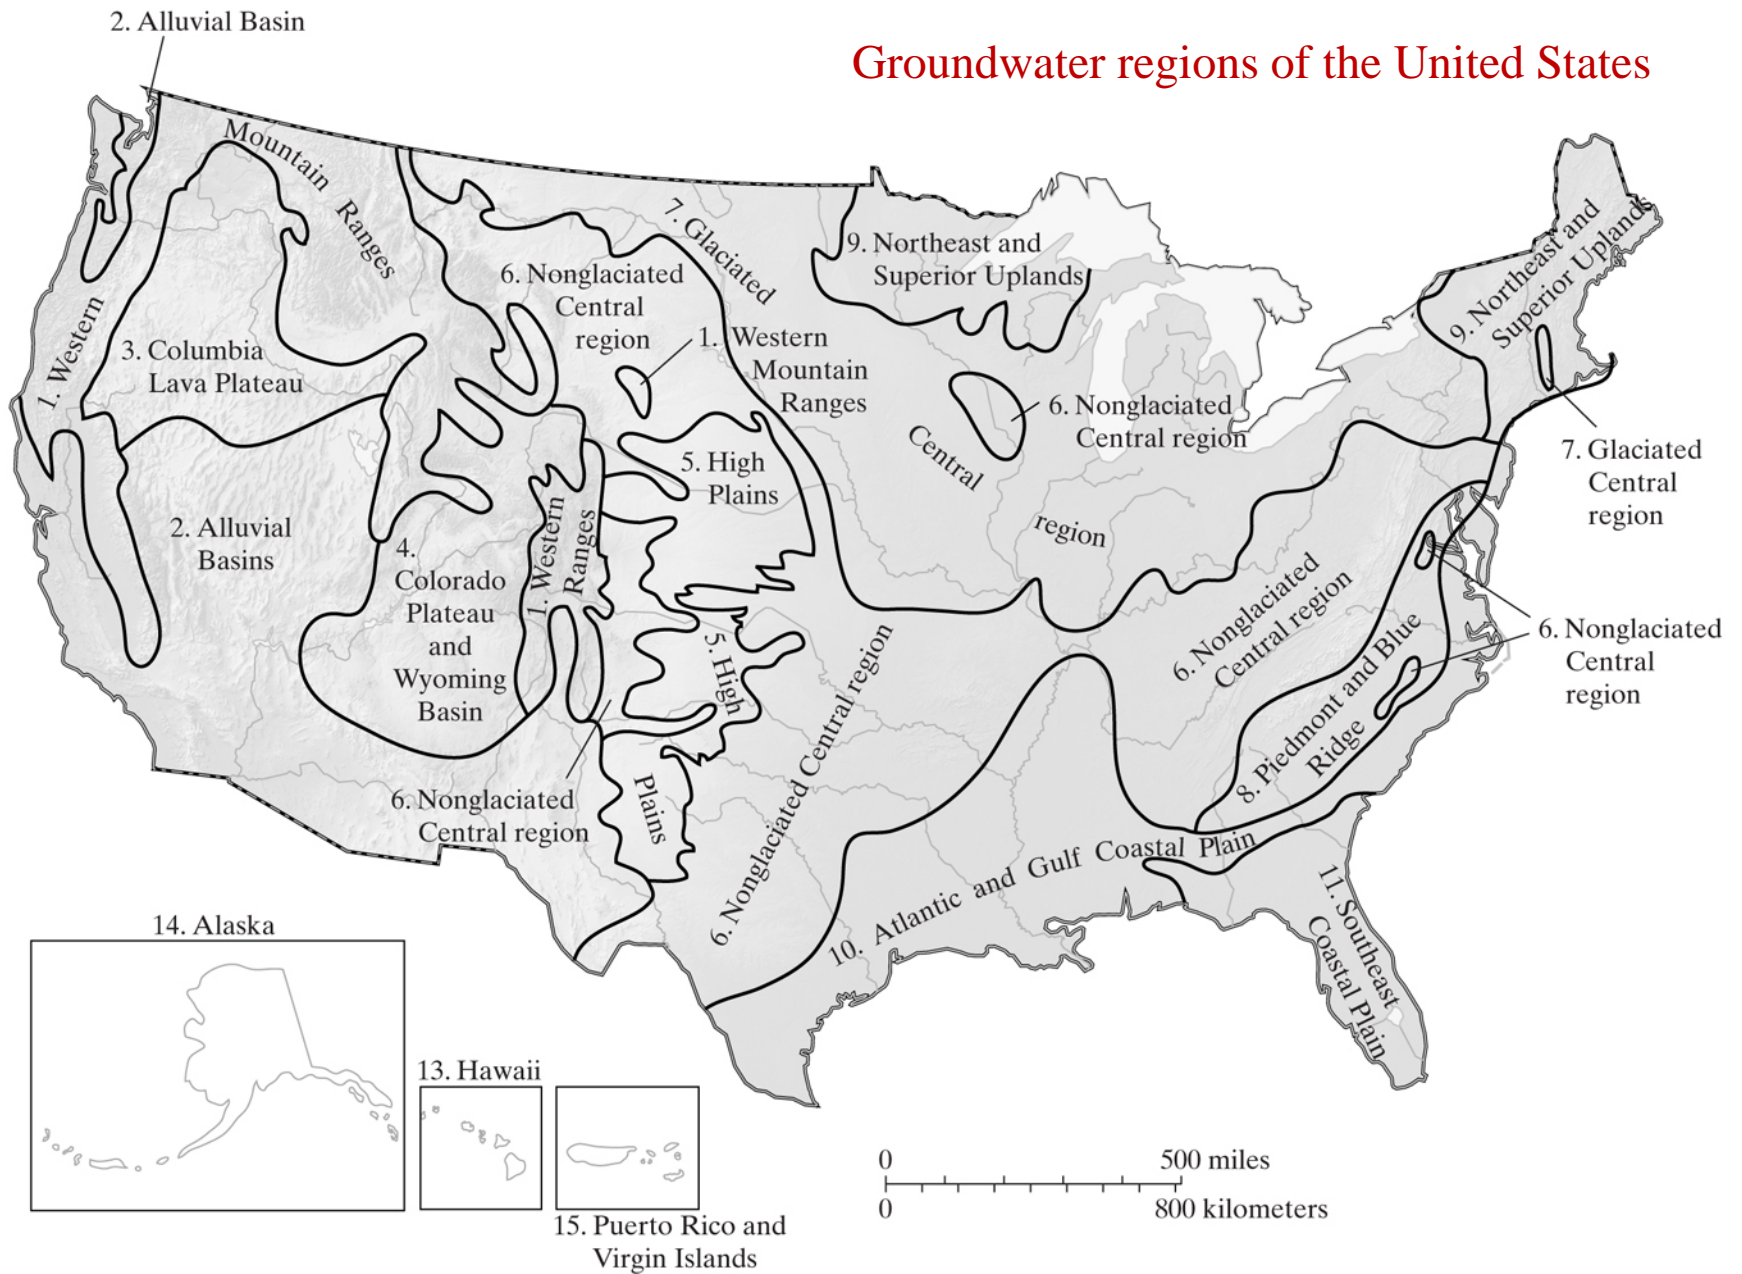 2. Alluvial Basin
Groundwater regions of the United States
Mountain
Ranges
7. Glaciated
9. Northeast and
Superior Uplands
9. Northeast and
Superior Uplands
6. Nonglaciated
Central
region
1. Western
Mountain
Ranges
1. Western
3. Columbia
Lava Plateau
6. Nonglaciated
Central region
Central
region
7. Glaciated
Central
region
5. High
Plains
2. Alluvial
Basins
1. Western
Ranges
4.
Colorado
Plateau
and
Wyoming
Basin
6. Nonglaciated
Central region
6. Nonglaciated
Central
region
5. High
Plains
6. Nonglaciated Central region
8. Piedmont and Blue
Ridge
6. Nonglaciated
Central region
10. Atlantic and Gulf Coastal Plain
11. Southeast
Coastal Plain
14. Alaska
13. Hawaii
15. Puerto Rico and
Virgin Islands
0 500 miles
0 800 kilometers